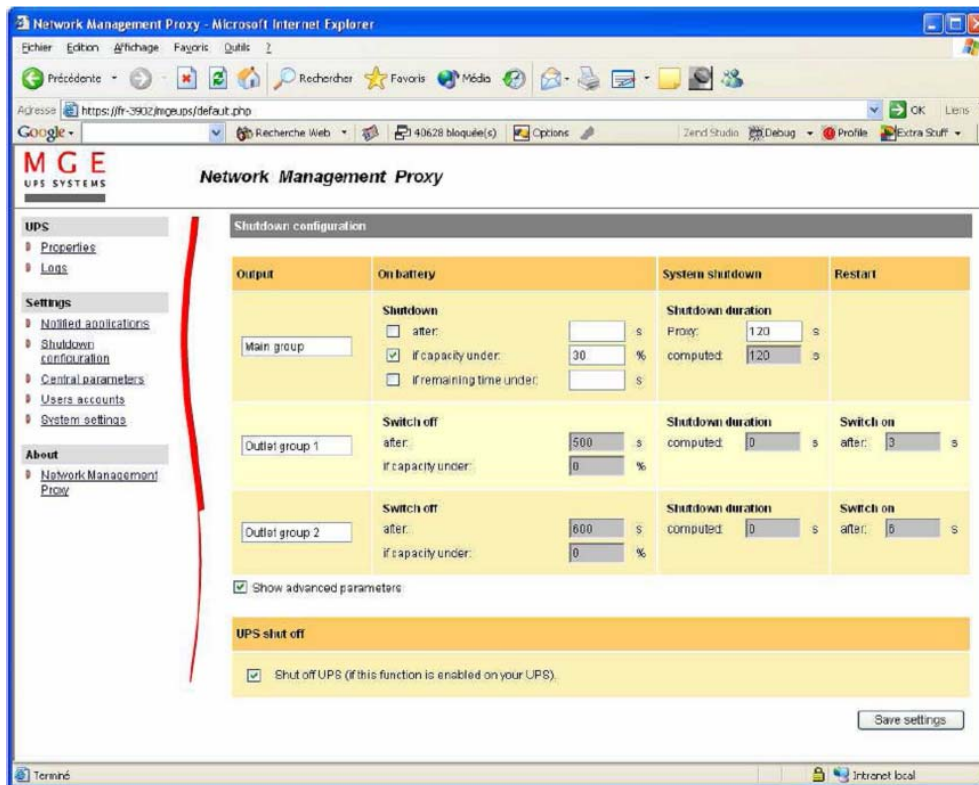 Network Management Proxy - Microsoft Internet Explorer
Fichier Edition Affichage Favoris Outils ?
Précédente Rechercher Favoris Média
Adresse https://fr-3902/mgeups/default.php OK Liens
Google Recherche Web 40628 bloquée(s) Options Zend Studio Debug Profile Extra Stuff
MGE
UPS SYSTEMS
Network Management Proxy
UPS
Properties
Logs
Settings
Notified applications
Shutdown configuration
Central parameters
Users accounts
System settings
About
Network Management Proxy
Shutdown configuration
Output On battery System shutdown Restart
Main group
Shutdown
after: s
if capacity under: 30 %
if remaining time under: s
Shutdown duration
Proxy: 120 s
computed: 120 s
Outlet group 1
Switch off
after: 500 s
if capacity under: 0 %
Shutdown duration
computed: 0 s
Switch on
after: 3 s
Outlet group 2
Switch off
after: 600 s
if capacity under: 0 %
Shutdown duration
computed: 0 s
Switch on
after: 6 s
Show advanced parameters
UPS shut off
Shut off UPS (if this function is enabled on your UPS).
Save settings
Terminé Intranet local